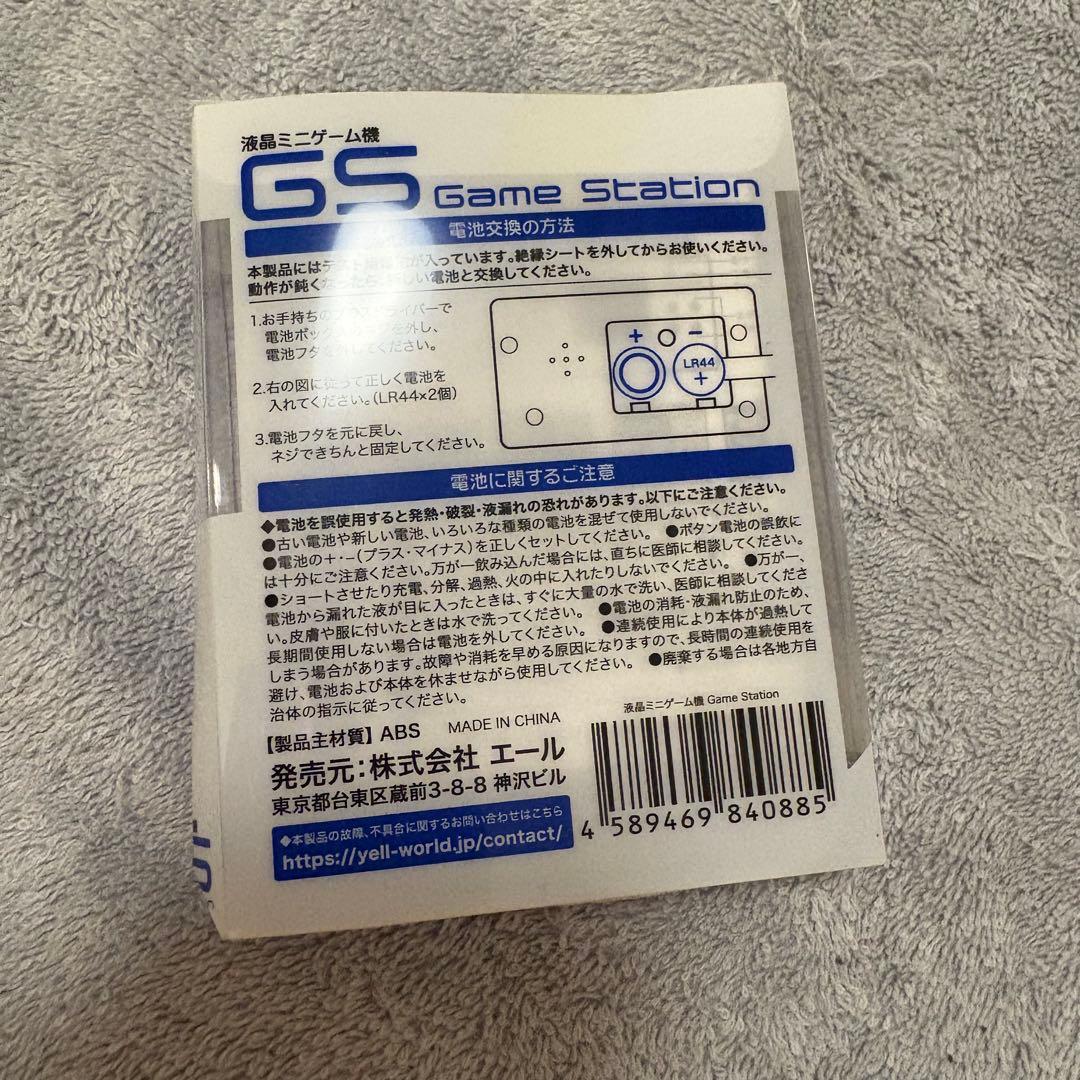 液晶ミニゲーム機
GS Game Station
電池交換の方法
本製品にはテスト が入っています。絶縁シートを外してからお使いください。
動作が鈍くなったら しい電池と交換してください。
1.お手持ちの ライバーで
電池ボック を外し、
電池フタを外してください。
2.右の図に従って正しく電池を
入れてください。(LR44×2個)
3.電池フタを元に戻し、
ネジできちんと固定してください。
+ -
LR44
+
電池に関するご注意
◆電池を誤使用すると発熱・破裂・液漏れの恐れがあります。以下にご注意ください。
●古い電池や新しい電池、いろいろな種類の電池を混ぜて使用しないでください。
●電池の+・-(プラス・マイナス)を正しくセットしてください。 ●ボタン電池の誤飲に
は十分にご注意ください。万が一飲み込んだ場合には、直ちに医師に相談してください。
●ショートさせたり充電、分解、過熱、火の中に入れたりしないでください。 ●万が一、
電池から漏れた液が目に入ったときは、すぐに大量の水で洗い、医師に相談してくださ
い。皮膚や服に付いたときは水で洗ってください。 ●電池の消耗・液漏れ防止のため、
長期間使用しない場合は電池を外してください。 ●連続使用により本体が過熱して
しまう場合があります。故障や消耗を早める原因になりますので、長時間の連続使用を
避け、電池および本体を休ませながら使用してください。 ●廃棄する場合は各地方自
治体の指示に従ってください。
【製品主材質】ABS MADE IN CHINA
発売元:株式会社 エール
東京都台東区蔵前3-8-8 神沢ビル
◆本製品の故障、不具合に関するお問い合わせはこちら
https://yell-world.jp/contact/
液晶ミニゲーム機 Game Station
4 589469 840885